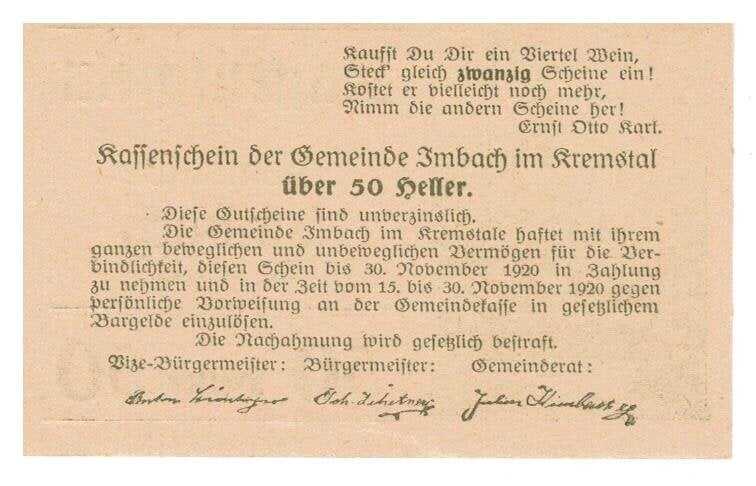 Kaufst Du Dir ein Viertel Wein,
Steck' gleich zwanzig Scheine ein!
Kostet er vielleicht noch mehr,
Nimm die andern Scheine her!
Ernst Otto Karl.
Kassenschein der Gemeinde Imbach im Kremstal
über 50 Heller.
Diese Gutscheine sind unverzinslich.
Die Gemeinde Imbach im Kremstale haftet mit ihrem
ganzen beweglichen und unbeweglichen Vermögen für die Ver-
bindlichkeit, diesen Schein bis 30. November 1920 in Zahlung
zu nehmen und in der Zeit vom 15. bis 30. November 1920 gegen
persönliche Vorweisung an der Gemeindekasse in gesetzlichem
Bargelde einzulösen.
Die Nachahmung wird gesetzlich bestraft.
Vize-Bürgermeister: Bürgermeister: Gemeinderat: